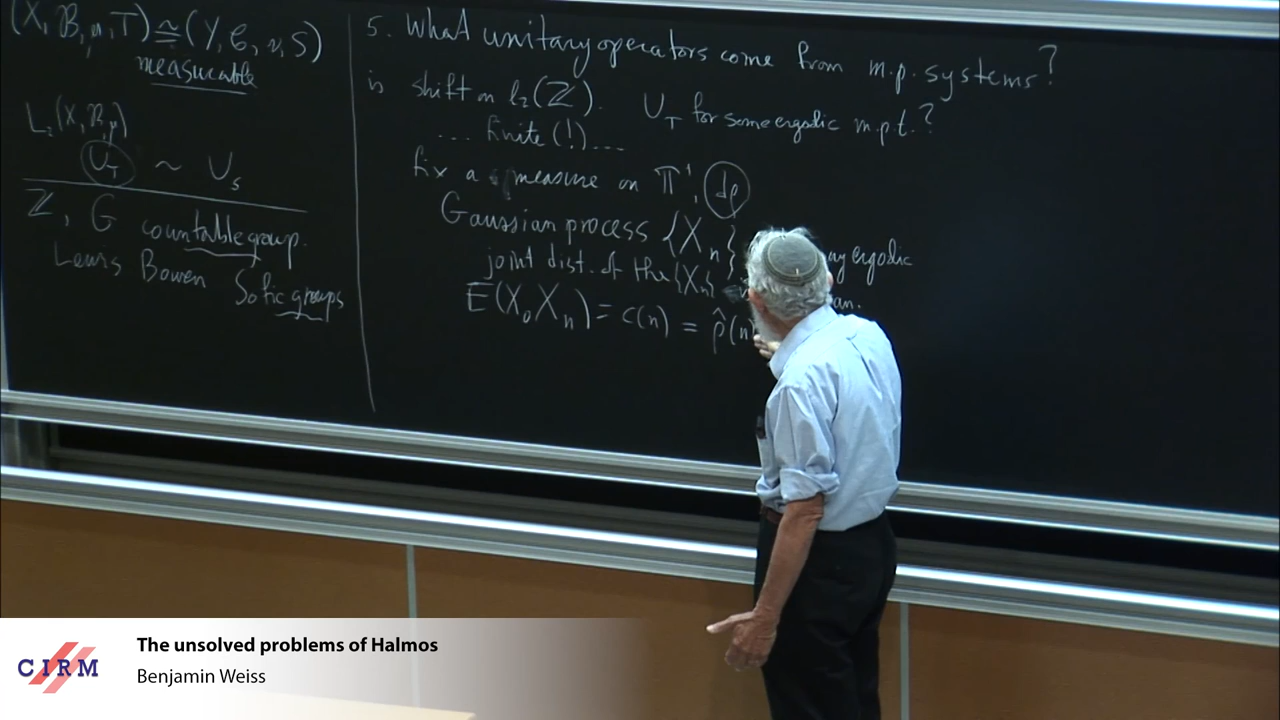 (X, B, μ, T) ≅ (Y, C, ν, S)
measurable
L₂(X, B, μ)
U_T ~ U_S
Z, G countable group.
Lewis Bowen Sofic groups
5. What unitary operators come from m.p. systems?
is shift on l₂(Z). U_T for some ergodic m.p.t.?
.... finite (!)....
fix a measure on T¹, dρ
Gaussian process {X_n} ergodic
joint dist. of the {X_n}
E(X₀X_n) = c(n) = ρ̂(n)
CIRM
The unsolved problems of Halmos
Benjamin Weiss